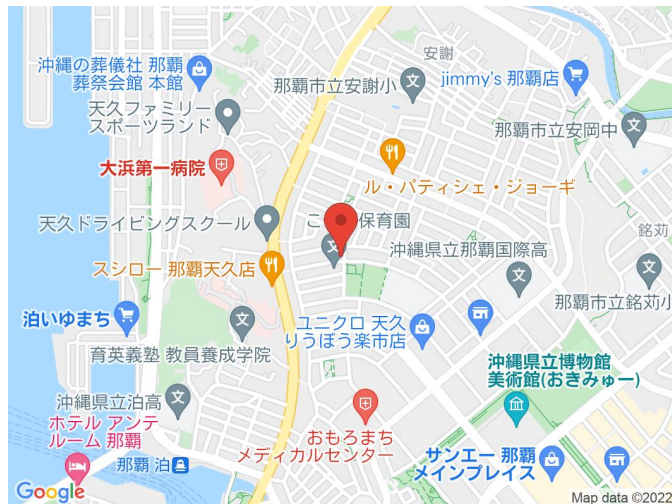 安謝
沖縄の葬儀社 那覇
葬祭会館 本館
那覇市立安謝小
jimmy's 那覇店
天久ファミリー
スポーツランド
那覇市立安岡中
大浜第一病院
ル・パティシェ・ジョーギ
天久ドライビングスクール
保育園
銘苅
沖縄県立那覇国際高
スシロー 那覇天久店
那覇市立銘苅小
泊いゆまち
ユニクロ 天久
りうぼう楽市店
育英義塾 教員養成学院
沖縄県立博物館
美術館(おきみゅー)
沖縄県立泊高
おもろまち
メディカルセンター
ホテル アンテ
ルーム 那覇
那覇 泊
サンエー 那覇
メインプレイス
Google
Map data ©2022